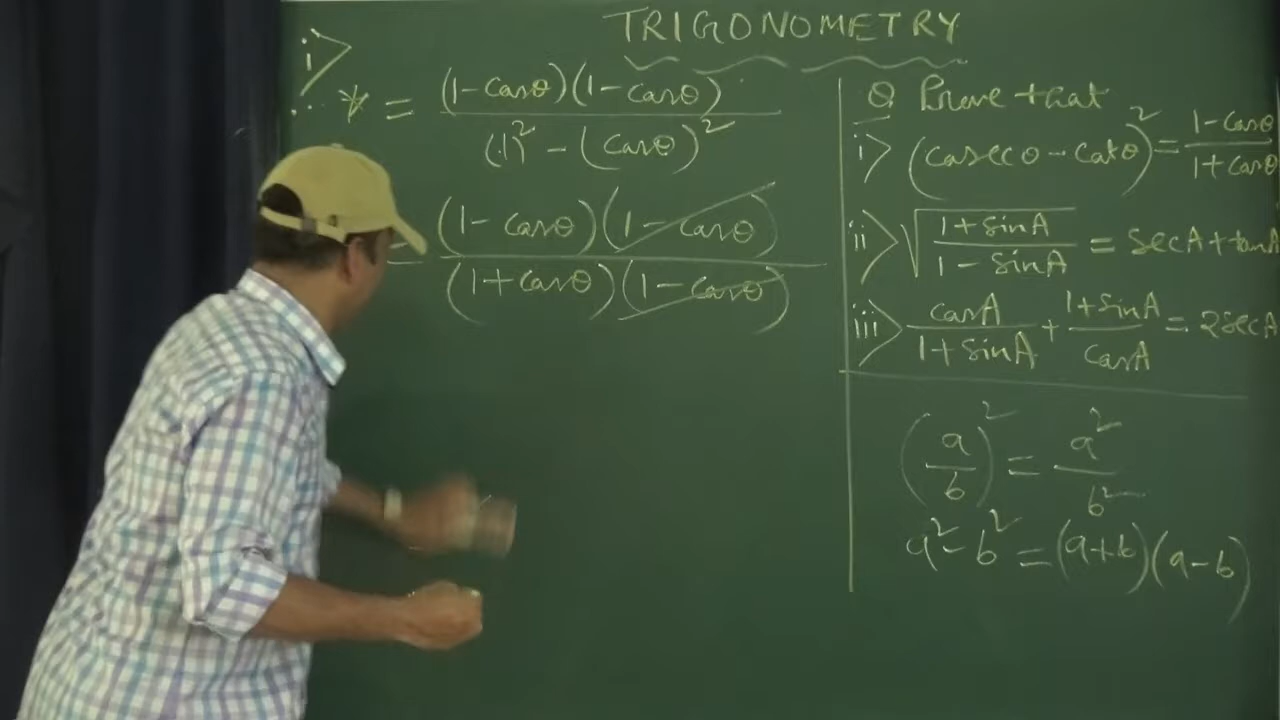 TRIGONOMETRY
i>
∴ * = (1-cosθ)(1-cosθ) / (1)² - (cosθ)²
= (1-cosθ)(1-cosθ) / (1+cosθ)(1-cosθ)
Q Prove that
i> (cosecθ - cotθ)² = 1-cosθ / 1+cosθ
ii> √(1+sinA / 1-sinA) = secA+tanA
iii> cosA / 1+sinA + 1+sinA / cosA = 2secA
(a/b)² = a²/b²
a²-b² = (a+b)(a-b)